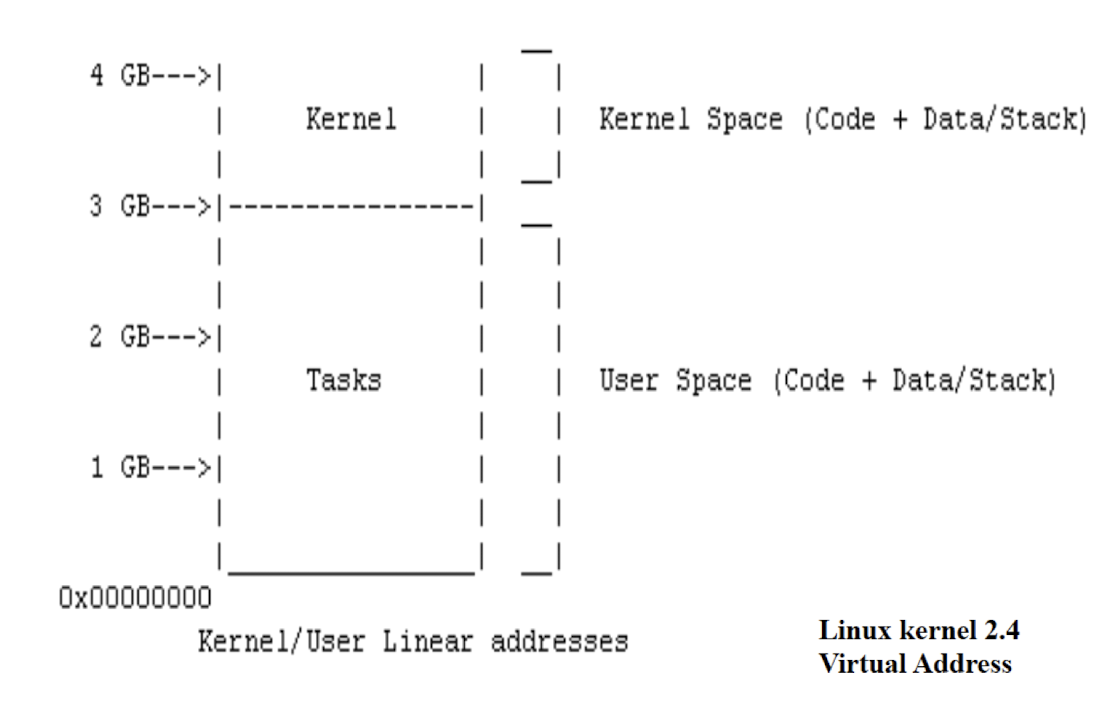 4 GB--->|
Kernel
Kernel Space (Code + Data/Stack)
3 GB--->|----------------|
2 GB--->|
Tasks
User Space (Code + Data/Stack)
1 GB--->|
0x00000000
Kernel/User Linear addresses
Linux kernel 2.4
Virtual Address